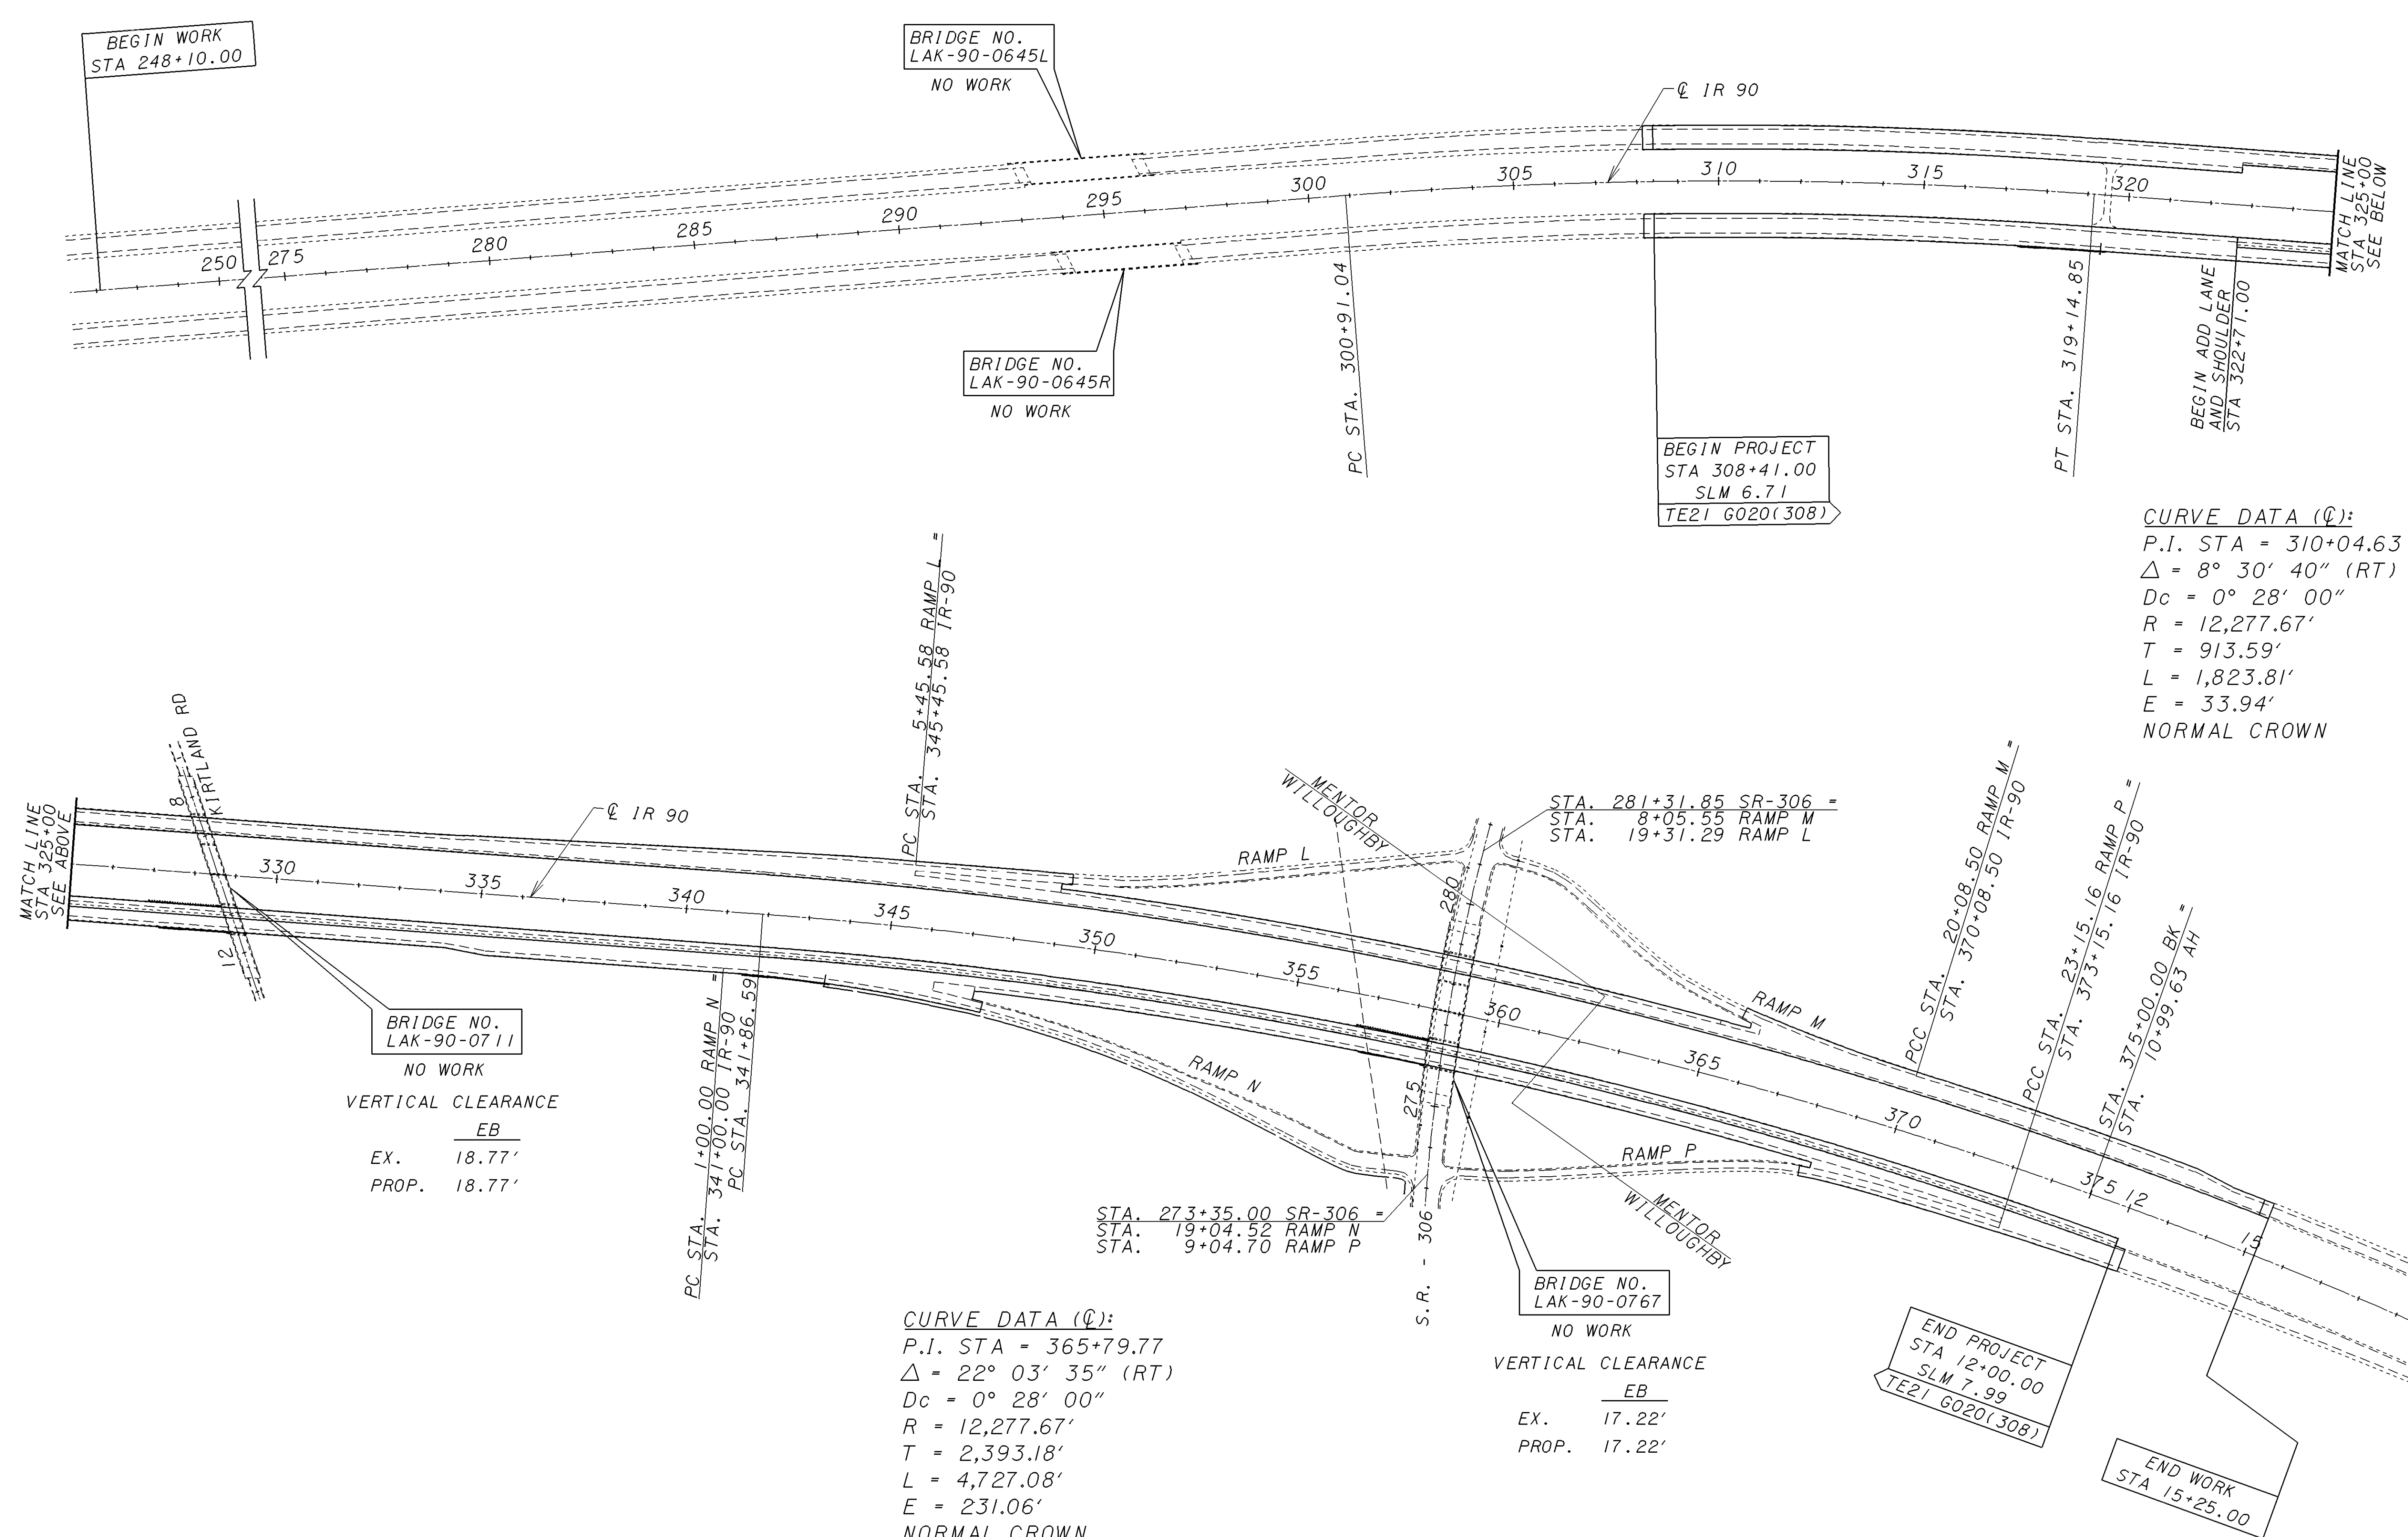 BEGIN WORK
STA 248+10.00
BRIDGE NO.
LAK-90-0645L
NO WORK
℄ IR 90
250
275
280
285
290
295
300
305
310
315
320
MATCH LINE
STA 325+00
SEE BELOW
BRIDGE NO.
LAK-90-0645R
NO WORK
PC STA. 300+91.04
BEGIN PROJECT
STA 308+41.00
SLM 6.71
TE21 G020(308)
PT STA. 319+14.85
BEGIN ADD LANE
AND SHOULDER
STA 322+71.00
CURVE DATA (℄):
P.I. STA = 310+04.63
△ = 8° 30' 40" (RT)
Dc = 0° 28' 00"
R = 12,277.67'
T = 913.59'
L = 1,823.81'
E = 33.94'
NORMAL CROWN
MATCH LINE
STA 325+00
SEE ABOVE
KIRTLAND RD
8
12
℄ IR 90
330
335
340
345
350
355
360
365
370
375
12
15
PC STA. 5+45.58 RAMP L =
STA. 345+45.58 IR-90
RAMP L
MENTOR
WILLOUGHBY
STA. 281+31.85 SR-306 =
STA. 8+05.55 RAMP M
STA. 19+31.29 RAMP L
280
275
RAMP M
PCC STA. 20+08.50 RAMP M =
STA. 370+08.50 IR-90
PCC STA. 23+15.16 RAMP P =
STA. 373+15.16 IR-90
STA. 375+00.00 BK =
STA. 10+99.63 AH
BRIDGE NO.
LAK-90-0711
NO WORK
VERTICAL CLEARANCE
EB
EX. 18.77'
PROP. 18.77'
PC STA. 1+00.00 RAMP N =
STA. 341+00.00 IR-90
PC STA. 341+86.59
RAMP N
RAMP P
STA. 273+35.00 SR-306 =
STA. 19+04.52 RAMP N
STA. 9+04.70 RAMP P
S.R. - 306
MENTOR
WILLOUGHBY
BRIDGE NO.
LAK-90-0767
NO WORK
VERTICAL CLEARANCE
EB
EX. 17.22'
PROP. 17.22'
CURVE DATA (℄):
P.I. STA = 365+79.77
△ = 22° 03' 35" (RT)
Dc = 0° 28' 00"
R = 12,277.67'
T = 2,393.18'
L = 4,727.08'
E = 231.06'
NORMAL CROWN
END PROJECT
STA 12+00.00
SLM 7.99
TE21 G020(308)
END WORK
STA 15+25.00